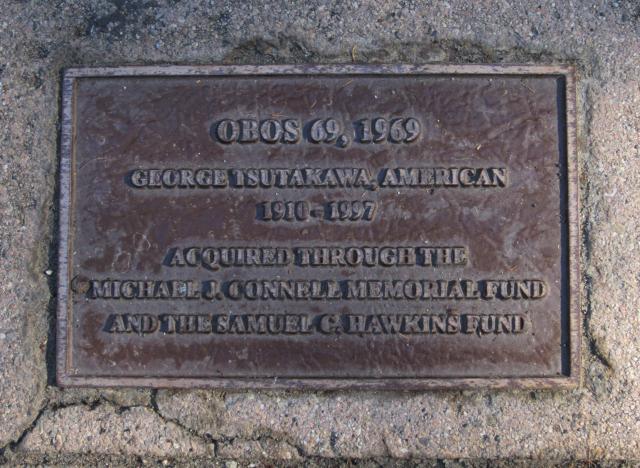 OBOS 69, 1969
GEORGE TSUTAKAWA, AMERICAN
1910 - 1997
ACQUIRED THROUGH THE
MICHAEL J. CONNELL MEMORIAL FUND
AND THE SAMUEL C. HAWKINS FUND